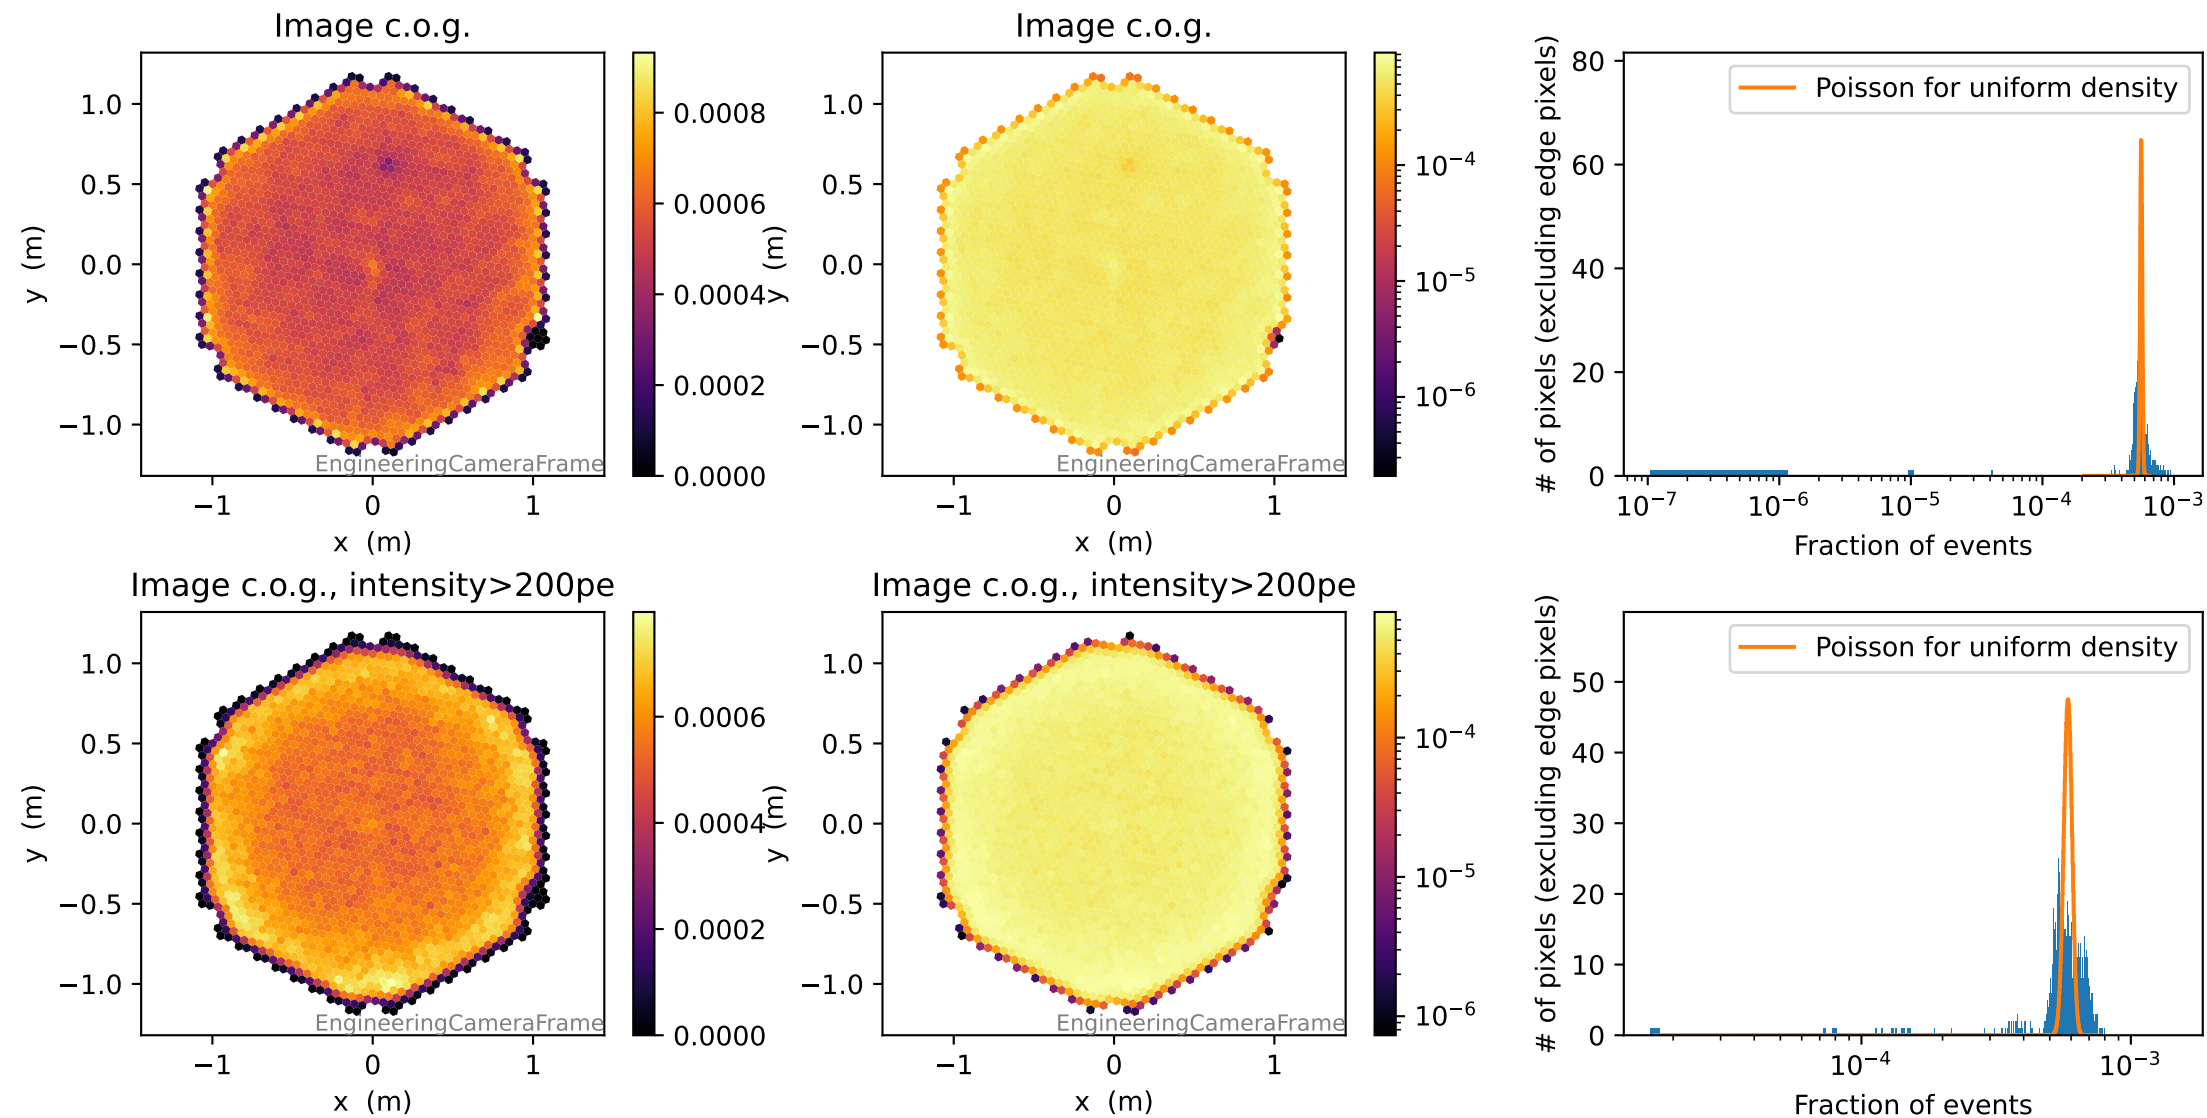 Image c.o.g.
1.0
0.5
0.0
−0.5
−1.0
y (m)
−1
0
1
x (m)
EngineeringCameraFrame
0.0008
0.0006
0.0004
0.0002
0.0000
Image c.o.g.
1.0
0.5
0.0
−0.5
−1.0
y (m)
−1
0
1
x (m)
EngineeringCameraFrame
10⁻⁴
10⁻⁵
10⁻⁶
# of pixels (excluding edge pixels)
80
60
40
20
0
Poisson for uniform density
10⁻⁷
10⁻⁶
10⁻⁵
10⁻⁴
10⁻³
Fraction of events
Image c.o.g., intensity>200pe
1.0
0.5
0.0
−0.5
−1.0
y (m)
−1
0
1
x (m)
EngineeringCameraFrame
0.0006
0.0004
0.0002
0.0000
Image c.o.g., intensity>200pe
1.0
0.5
0.0
−0.5
−1.0
y (m)
−1
0
1
x (m)
EngineeringCameraFrame
10⁻⁴
10⁻⁵
10⁻⁶
# of pixels (excluding edge pixels)
50
40
30
20
10
0
Poisson for uniform density
10⁻⁴
10⁻³
Fraction of events